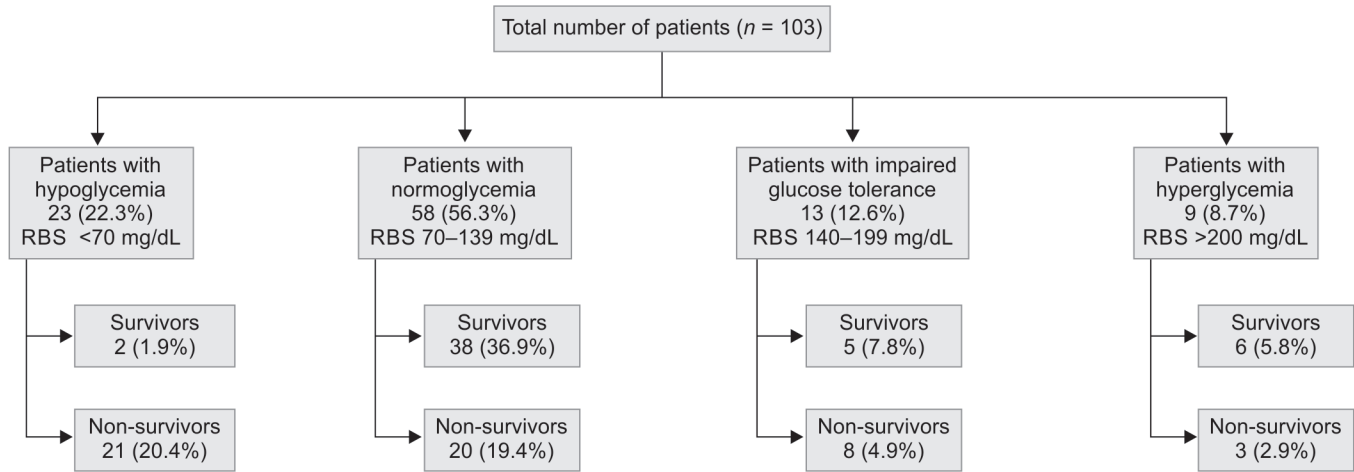 Total number of patients (n = 103)
Patients with
hypoglycemia
23 (22.3%)
RBS <70 mg/dL
Patients with
normoglycemia
58 (56.3%)
RBS 70–139 mg/dL
Patients with impaired
glucose tolerance
13 (12.6%)
RBS 140–199 mg/dL
Patients with
hyperglycemia
9 (8.7%)
RBS >200 mg/dL
Survivors
2 (1.9%)
Survivors
38 (36.9%)
Survivors
5 (7.8%)
Survivors
6 (5.8%)
Non-survivors
21 (20.4%)
Non-survivors
20 (19.4%)
Non-survivors
8 (4.9%)
Non-survivors
3 (2.9%)